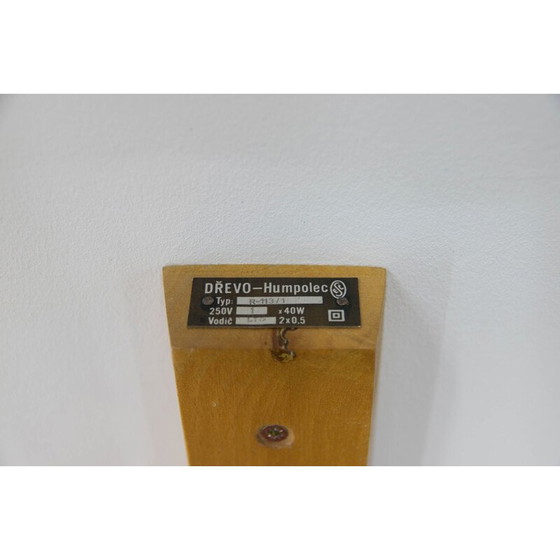 DŘEVO-Humpolec
Typ: R-113/1
250V 1 x40W
Vodič 2x0.5